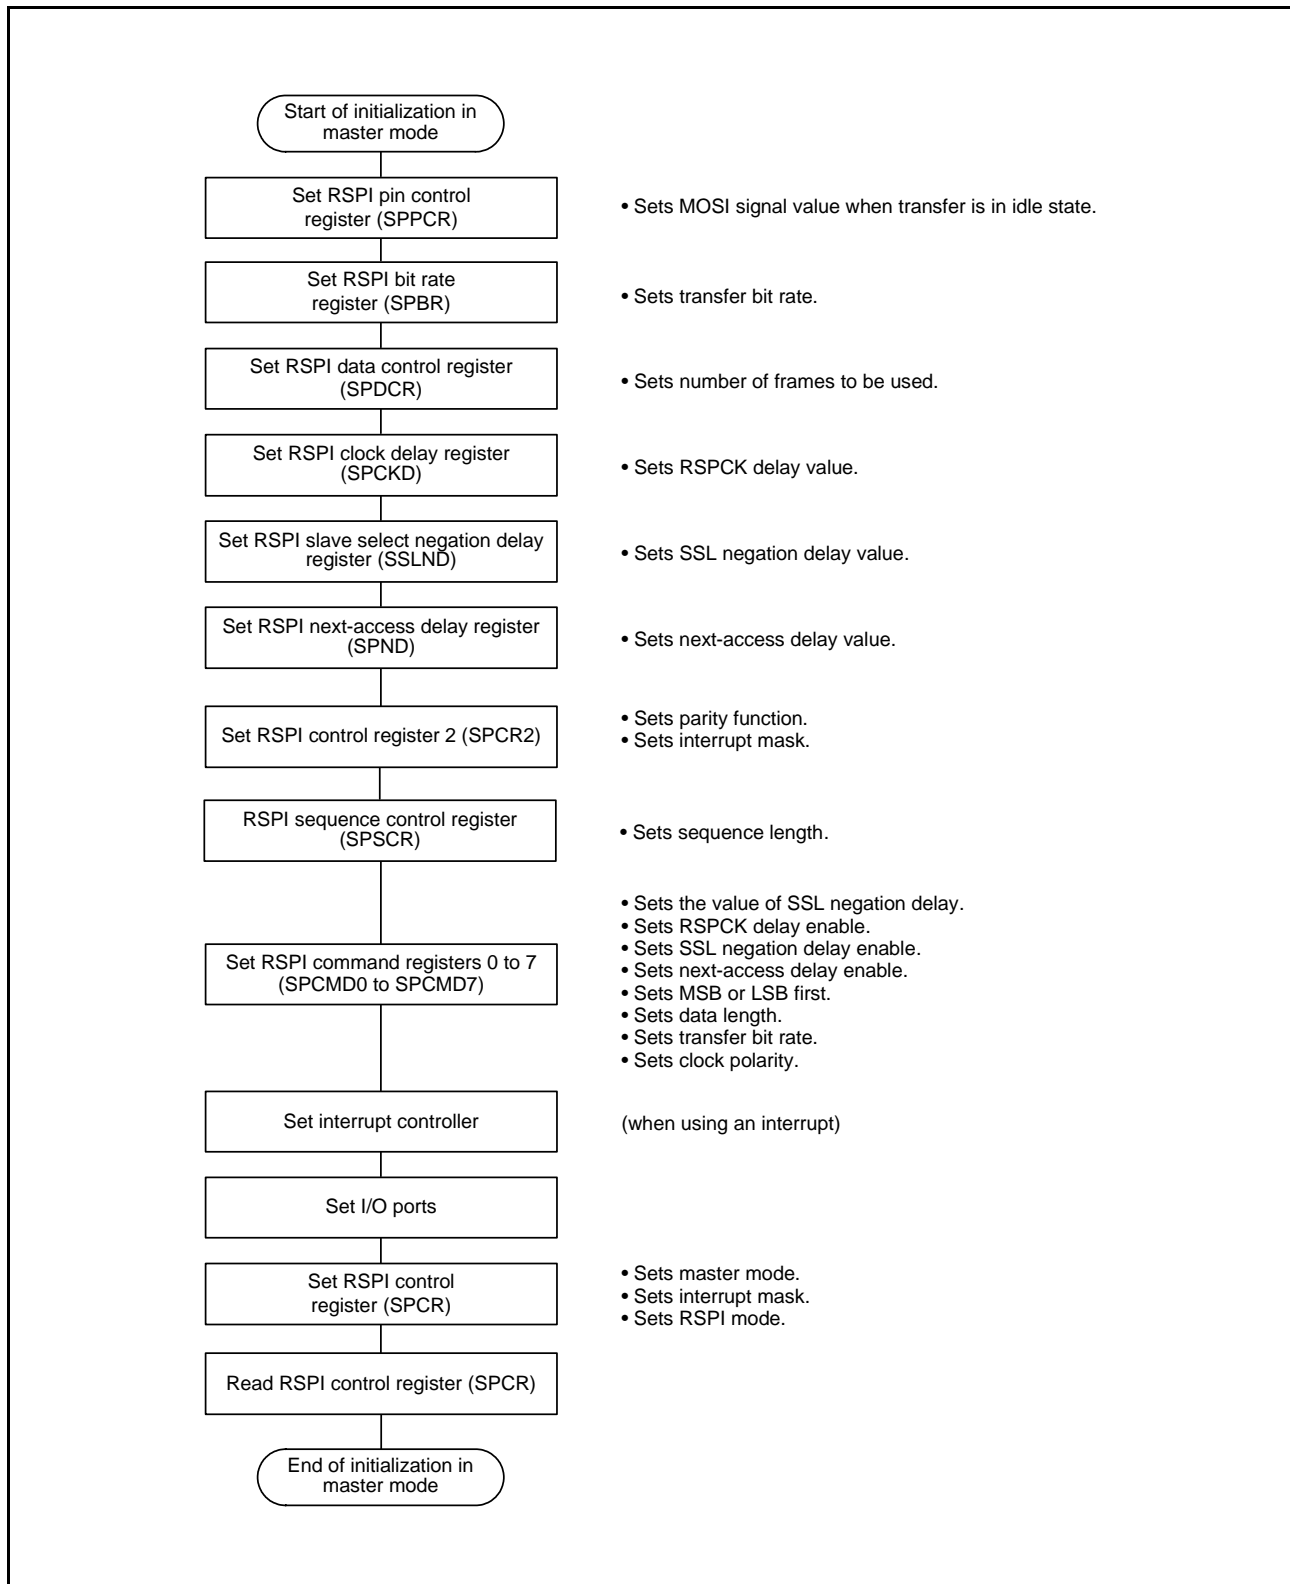 Start of initialization in
master mode
Set RSPI pin control
register (SPPCR)
• Sets MOSI signal value when transfer is in idle state.
Set RSPI bit rate
register (SPBR)
• Sets transfer bit rate.
Set RSPI data control register
(SPDCR)
• Sets number of frames to be used.
Set RSPI clock delay register
(SPCKD)
• Sets RSPCK delay value.
Set RSPI slave select negation delay
register (SSLND)
• Sets SSL negation delay value.
Set RSPI next-access delay register
(SPND)
• Sets next-access delay value.
Set RSPI control register 2 (SPCR2)
• Sets parity function.
• Sets interrupt mask.
RSPI sequence control register
(SPSCR)
• Sets sequence length.
Set RSPI command registers 0 to 7
(SPCMD0 to SPCMD7)
• Sets the value of SSL negation delay.
• Sets RSPCK delay enable.
• Sets SSL negation delay enable.
• Sets next-access delay enable.
• Sets MSB or LSB first.
• Sets data length.
• Sets transfer bit rate.
• Sets clock polarity.
Set interrupt controller
(when using an interrupt)
Set I/O ports
Set RSPI control
register (SPCR)
• Sets master mode.
• Sets interrupt mask.
• Sets RSPI mode.
Read RSPI control register (SPCR)
End of initialization in
master mode